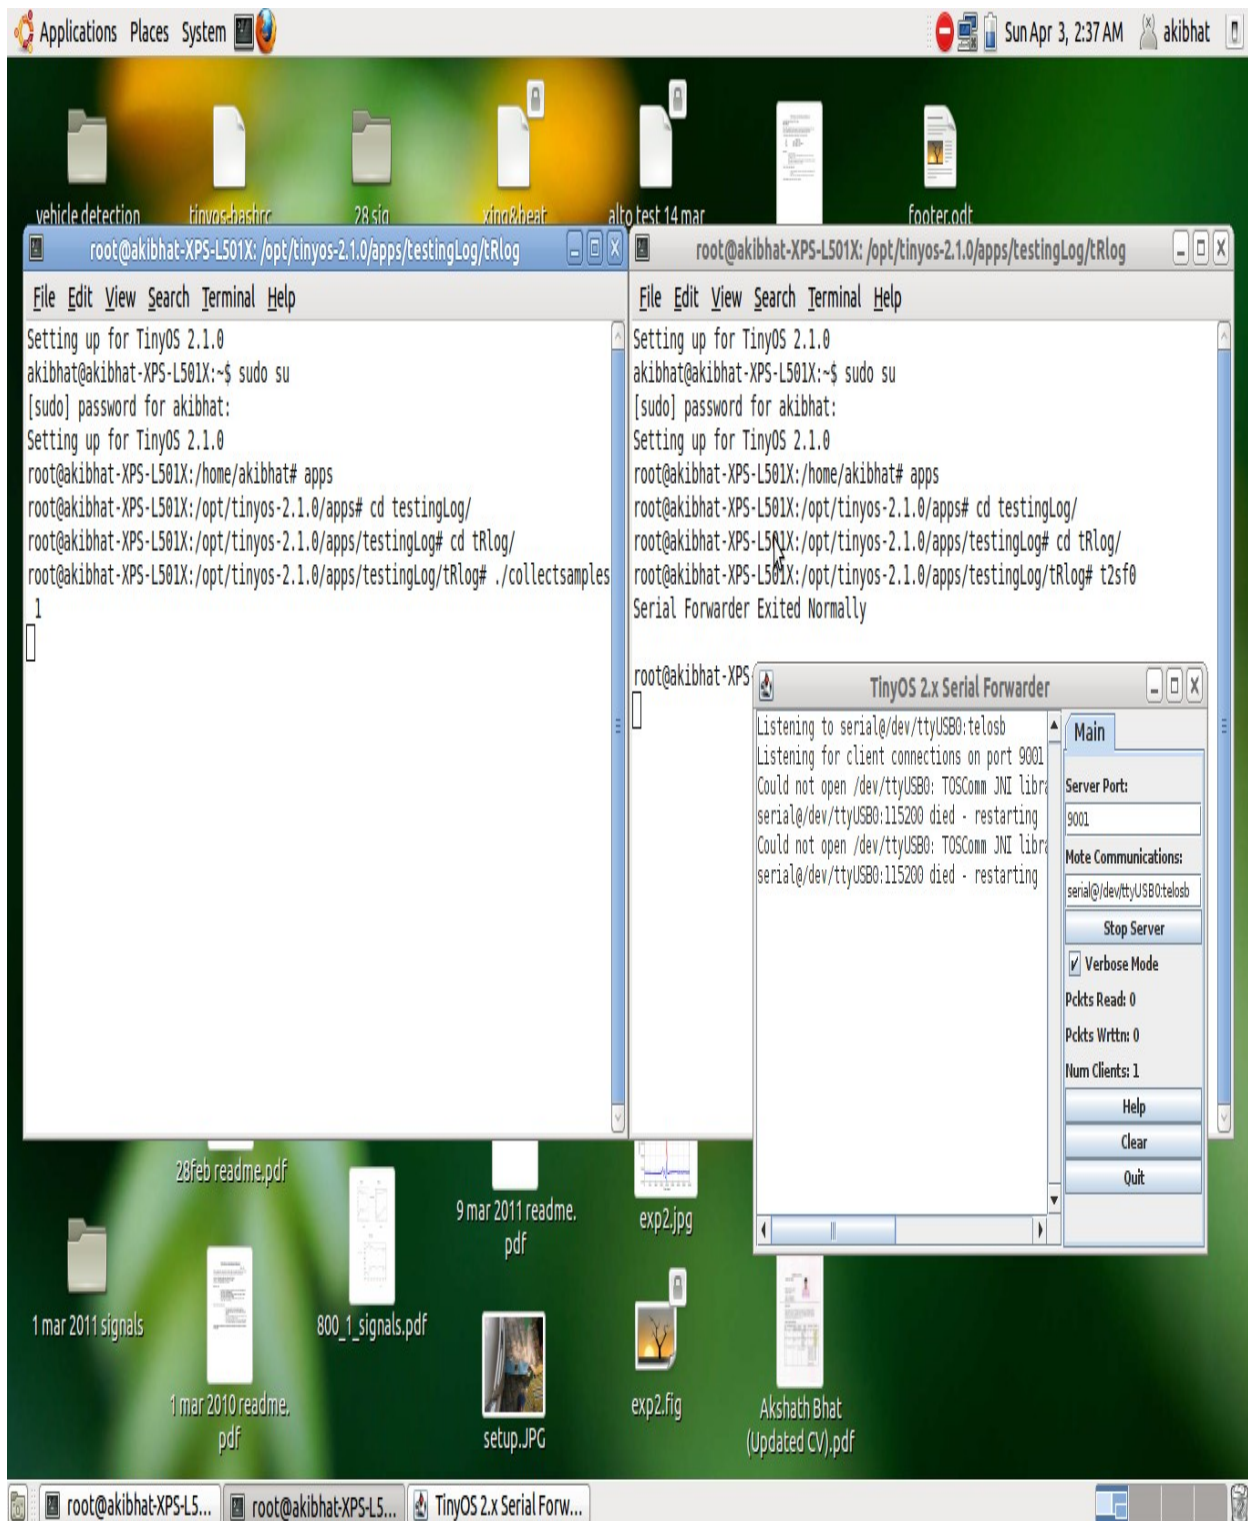 Applications Places System
Sun Apr 3, 2:37 AM akibhat
vehicle detection
tinyos-bashrc
28 sig
xing&beat
alto test 14 mar
footer.odt
root@akibhat-XPS-L501X: /opt/tinyos-2.1.0/apps/testingLog/tRlog
File Edit View Search Terminal Help
Setting up for TinyOS 2.1.0
akibhat@akibhat-XPS-L501X:~$ sudo su
[sudo] password for akibhat:
Setting up for TinyOS 2.1.0
root@akibhat-XPS-L501X:/home/akibhat# apps
root@akibhat-XPS-L501X:/opt/tinyos-2.1.0/apps# cd testingLog/
root@akibhat-XPS-L501X:/opt/tinyos-2.1.0/apps/testingLog# cd tRlog/
root@akibhat-XPS-L501X:/opt/tinyos-2.1.0/apps/testingLog/tRlog# ./collectsamples
1
root@akibhat-XPS-L501X: /opt/tinyos-2.1.0/apps/testingLog/tRlog
File Edit View Search Terminal Help
Setting up for TinyOS 2.1.0
akibhat@akibhat-XPS-L501X:~$ sudo su
[sudo] password for akibhat:
Setting up for TinyOS 2.1.0
root@akibhat-XPS-L501X:/home/akibhat# apps
root@akibhat-XPS-L501X:/opt/tinyos-2.1.0/apps# cd testingLog/
root@akibhat-XPS-L501X:/opt/tinyos-2.1.0/apps/testingLog# cd tRlog/
root@akibhat-XPS-L501X:/opt/tinyos-2.1.0/apps/testingLog/tRlog# t2sf0
Serial Forwarder Exited Normally
root@akibhat-XPS-
TinyOS 2.x Serial Forwarder
Listening to serial@/dev/ttyUSB0:telosb
Listening for client connections on port 9001
Could not open /dev/ttyUSB0: TOSComm JNI libra
serial@/dev/ttyUSB0:115200 died - restarting
Could not open /dev/ttyUSB0: TOSComm JNI libra
serial@/dev/ttyUSB0:115200 died - restarting
Main
Server Port:
9001
Mote Communications:
serial@/dev/ttyUSB0:telosb
Stop Server
Verbose Mode
Pckts Read: 0
Pckts Wrttn: 0
Num Clients: 1
Help
Clear
Quit
28feb readme.pdf
9 mar 2011 readme.
pdf
exp2.jpg
1 mar 2011 signals
800_1_signals.pdf
1 mar 2010 readme.
pdf
setup.JPG
exp2.fig
Akshath Bhat
(Updated CV).pdf
root@akibhat-XPS-L5...
root@akibhat-XPS-L5...
TinyOS 2.x Serial Forw...